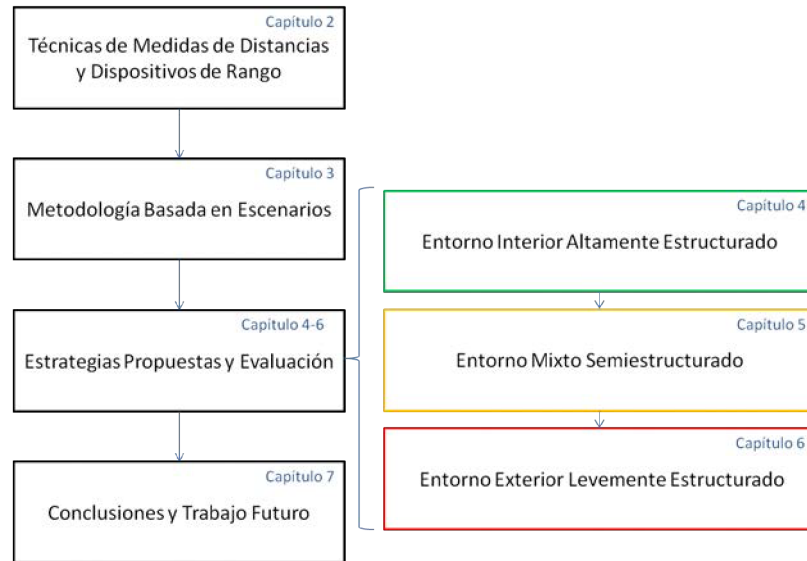 Capítulo 2
Técnicas de Medidas de Distancias
y Dispositivos de Rango
Capítulo 3
Metodología Basada en Escenarios
Capítulo 4-6
Estrategias Propuestas y Evaluación
Capítulo 7
Conclusiones y Trabajo Futuro
Capítulo 4
Entorno Interior Altamente Estructurado
Capítulo 5
Entorno Mixto Semiestructurado
Capítulo 6
Entorno Exterior Levemente Estructurado